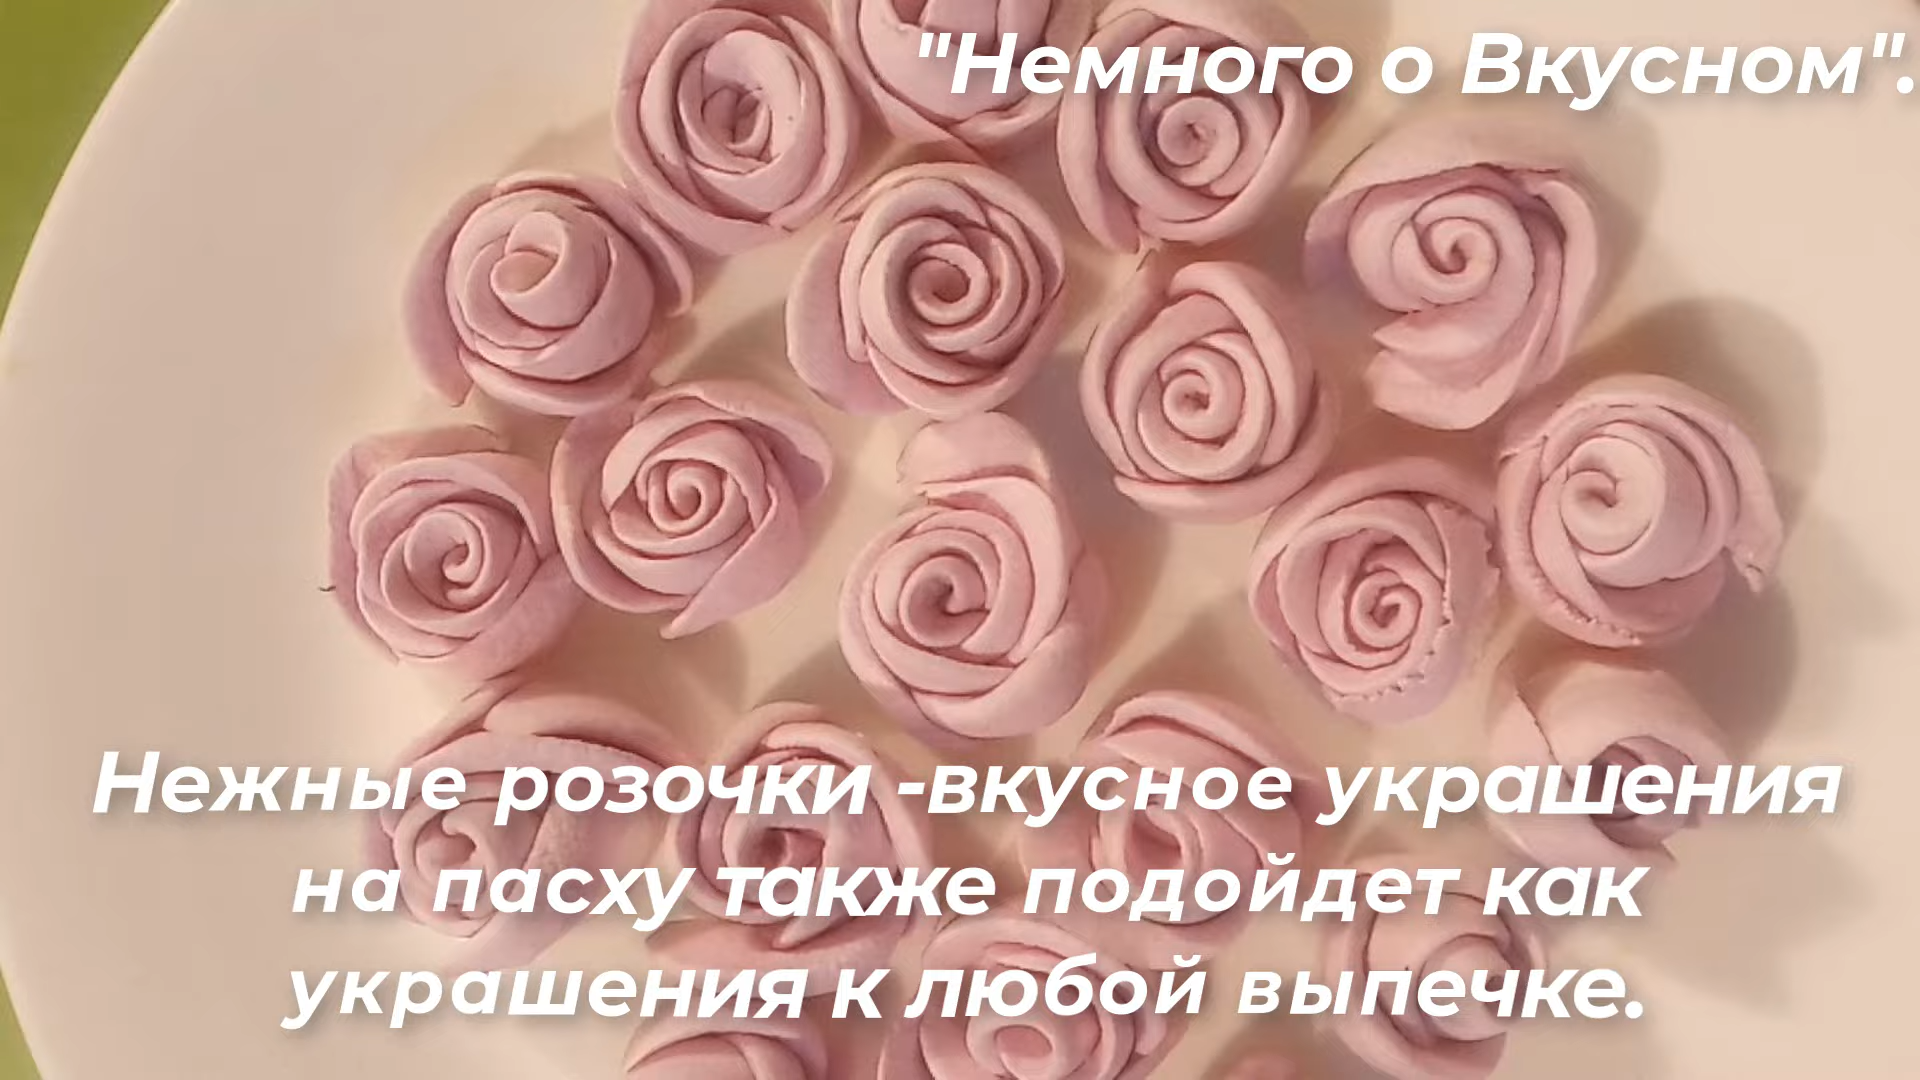 "Немного о Вкусном".
Нежные розочки -вкусное украшения
на пасху также подойдет как
украшения к любой выпечке.